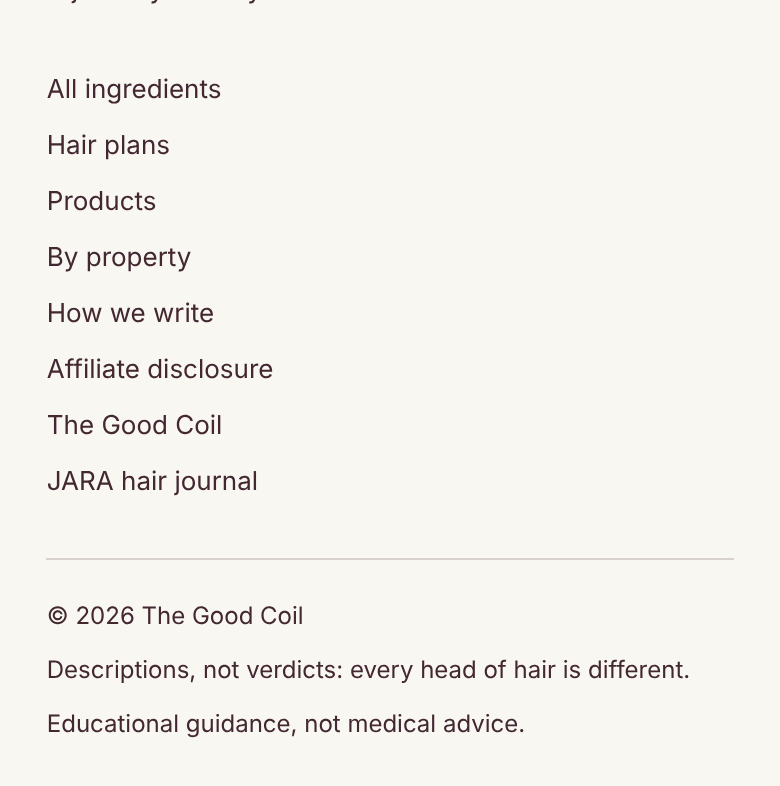 All ingredients
Hair plans
Products
By property
How we write
Affiliate disclosure
The Good Coil
JARA hair journal
© 2026 The Good Coil
Descriptions, not verdicts: every head of hair is different.
Educational guidance, not medical advice.